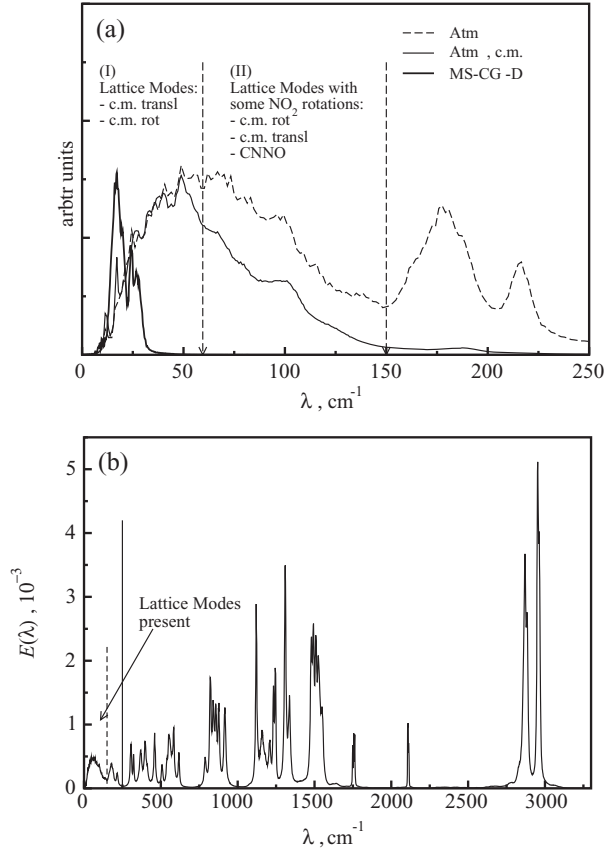 (a)
Atm
Atm , c.m.
MS-CG -D
(I)
Lattice Modes:
- c.m. transl
- c.m. rot
(II)
Lattice Modes with
some NO2 rotations:
- c.m. rot
- c.m. transl
- CNNO
arbtr units
0 50 100 150 200 250
λ , cm-1
(b)
5
4
3
2
1
0
E(λ) , 10−3
Lattice Modes
present
0 500 1000 1500 2000 2500 3000
λ , cm-1